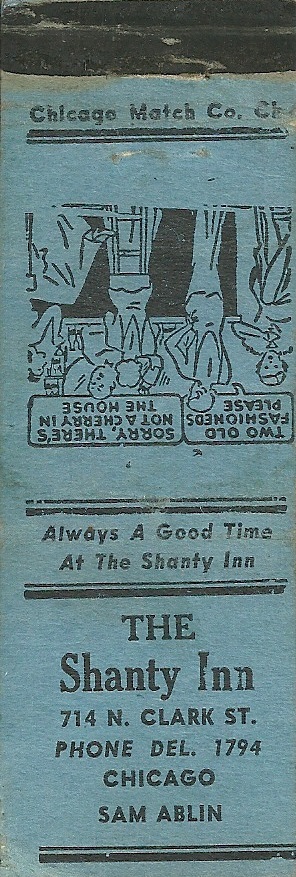 Chicago Match Co.
TWO OLD
FASHIONEDS
PLEASE
SORRY, THERE'S
NOT A CHERRY IN
THE HOUSE
Always A Good Time
At The Shanty Inn
THE
Shanty Inn
714 N. CLARK ST.
PHONE DEL. 1794
CHICAGO
SAM ABLIN